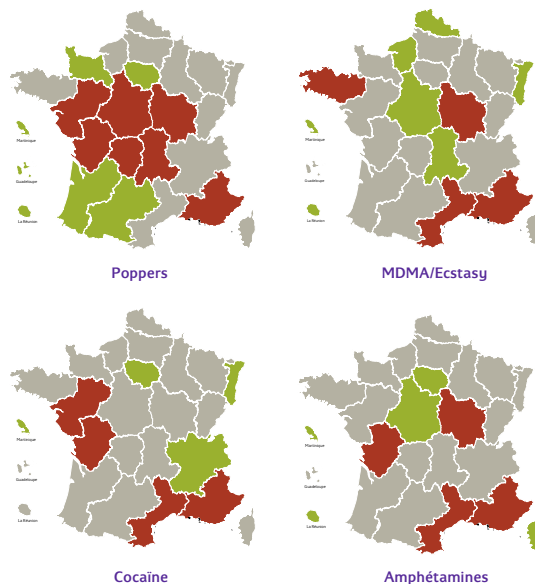 Martinique
Guadeloupe
La Réunion
Poppers
Martinique
Guadeloupe
La Réunion
MDMA/Ecstasy
Martinique
Guadeloupe
La Réunion
Cocaïne
Martinique
Guadeloupe
La Réunion
Amphétamines